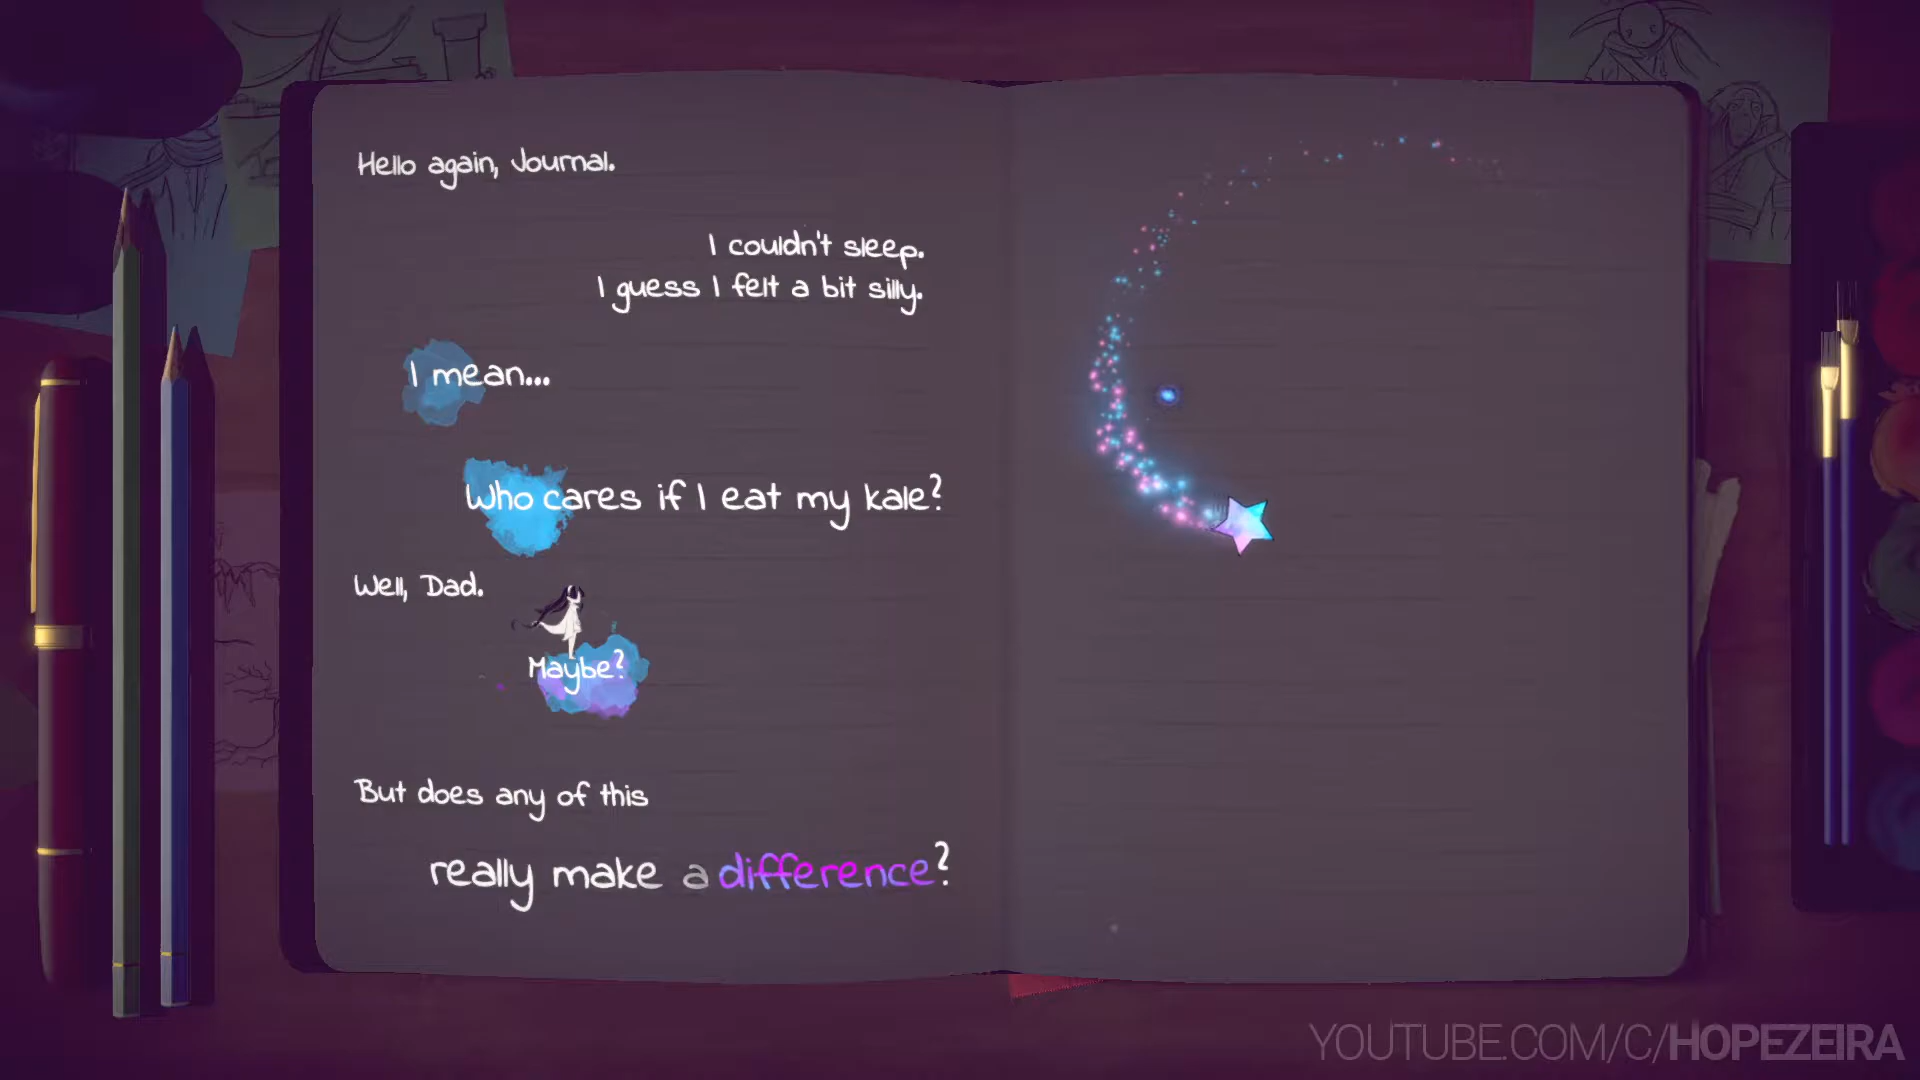 Hello again, Journal.
I couldn't sleep.
I guess I felt a bit silly.
I mean...
Who cares if I eat my kale?
Well, Dad.
Maybe?
But does any of this
really make a difference?
YOUTUBE.COM/C/HOPEZEIRA